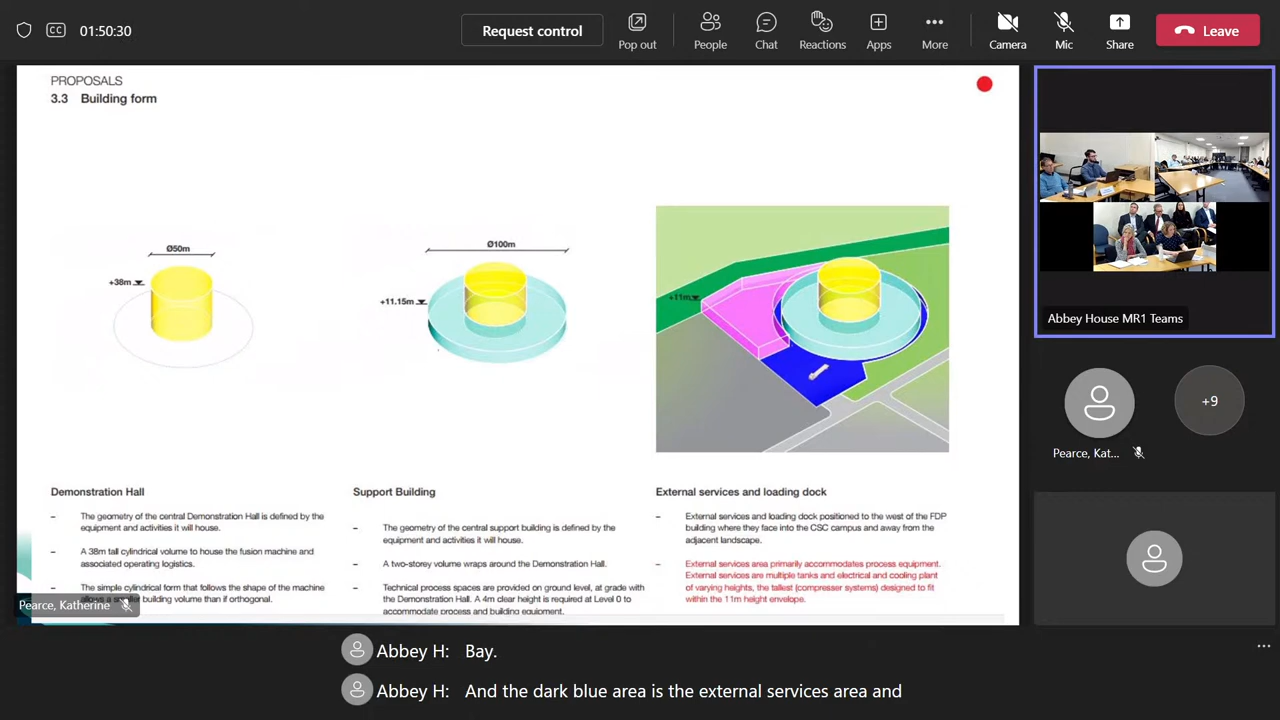 CC 01:50:30
Request control
Pop out
People
Chat
Reactions
Apps
More
Camera
Mic
Share
Leave
PROPOSALS
3.3 Building form
Ø50m
+38m
Ø100m
+11.15m
+11m
Demonstration Hall
– The geometry of the central Demonstration Hall is defined by the
equipment and activities it will house.
– A 38m tall cylindrical volume to house the fusion machine and
associated operating logistics.
– The simple cylindrical form that follows the shape of the machine
building volume than if orthogonal.
Support Building
– The geometry of the central support building is defined by the
equipment and activities it will house.
– A two-storey volume wraps around the Demonstration Hall.
– Technical process spaces are provided on ground level, at grade with
the Demonstration Hall. A 4m clear height is required at Level 0 to
accommodate process and building equipment.
External services and loading dock
– External services and loading dock positioned to the west of the FDP
building where they face into the CSC campus and away from the
adjacent landscape.
– External services area primarily accommodates process equipment.
External services are multiple tanks and electrical and cooling plant
of varying heights, the tallest (compressor systems) designed to fit
within the 11m height envelope.
Pearce, Katherine
Abbey House MR1 Teams
Pearce, Kat...
+9
Abbey H: Bay.
Abbey H: And the dark blue area is the external services area and